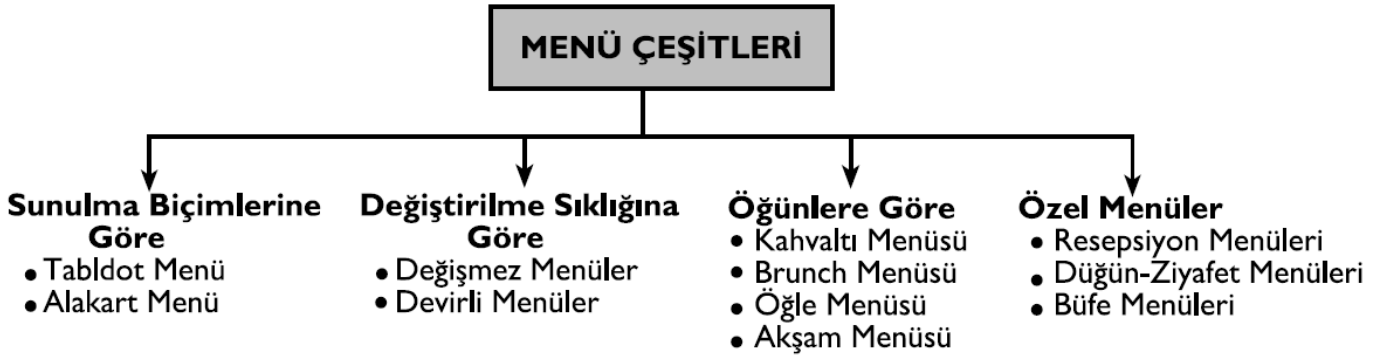 MENÜ ÇEŞİTLERİ
Sunulma Biçimlerine
Göre
• Tabldot Menü
• Alakart Menü
Değiştirilme Sıklığına
Göre
• Değişmez Menüler
• Devirli Menüler
Öğünlere Göre
• Kahvaltı Menüsü
• Brunch Menüsü
• Öğle Menüsü
• Akşam Menüsü
Özel Menüler
• Resepsiyon Menüleri
• Düğün-Ziyafet Menüleri
• Büfe Menüleri